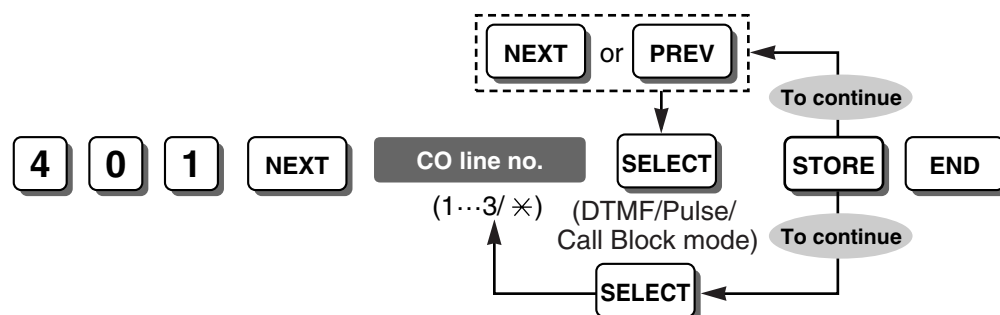 NEXT or PREV
To continue
4 0 1 NEXT CO line no. SELECT STORE END
(1···3/ ✳)
(DTMF/Pulse/
Call Block mode)
To continue
SELECT